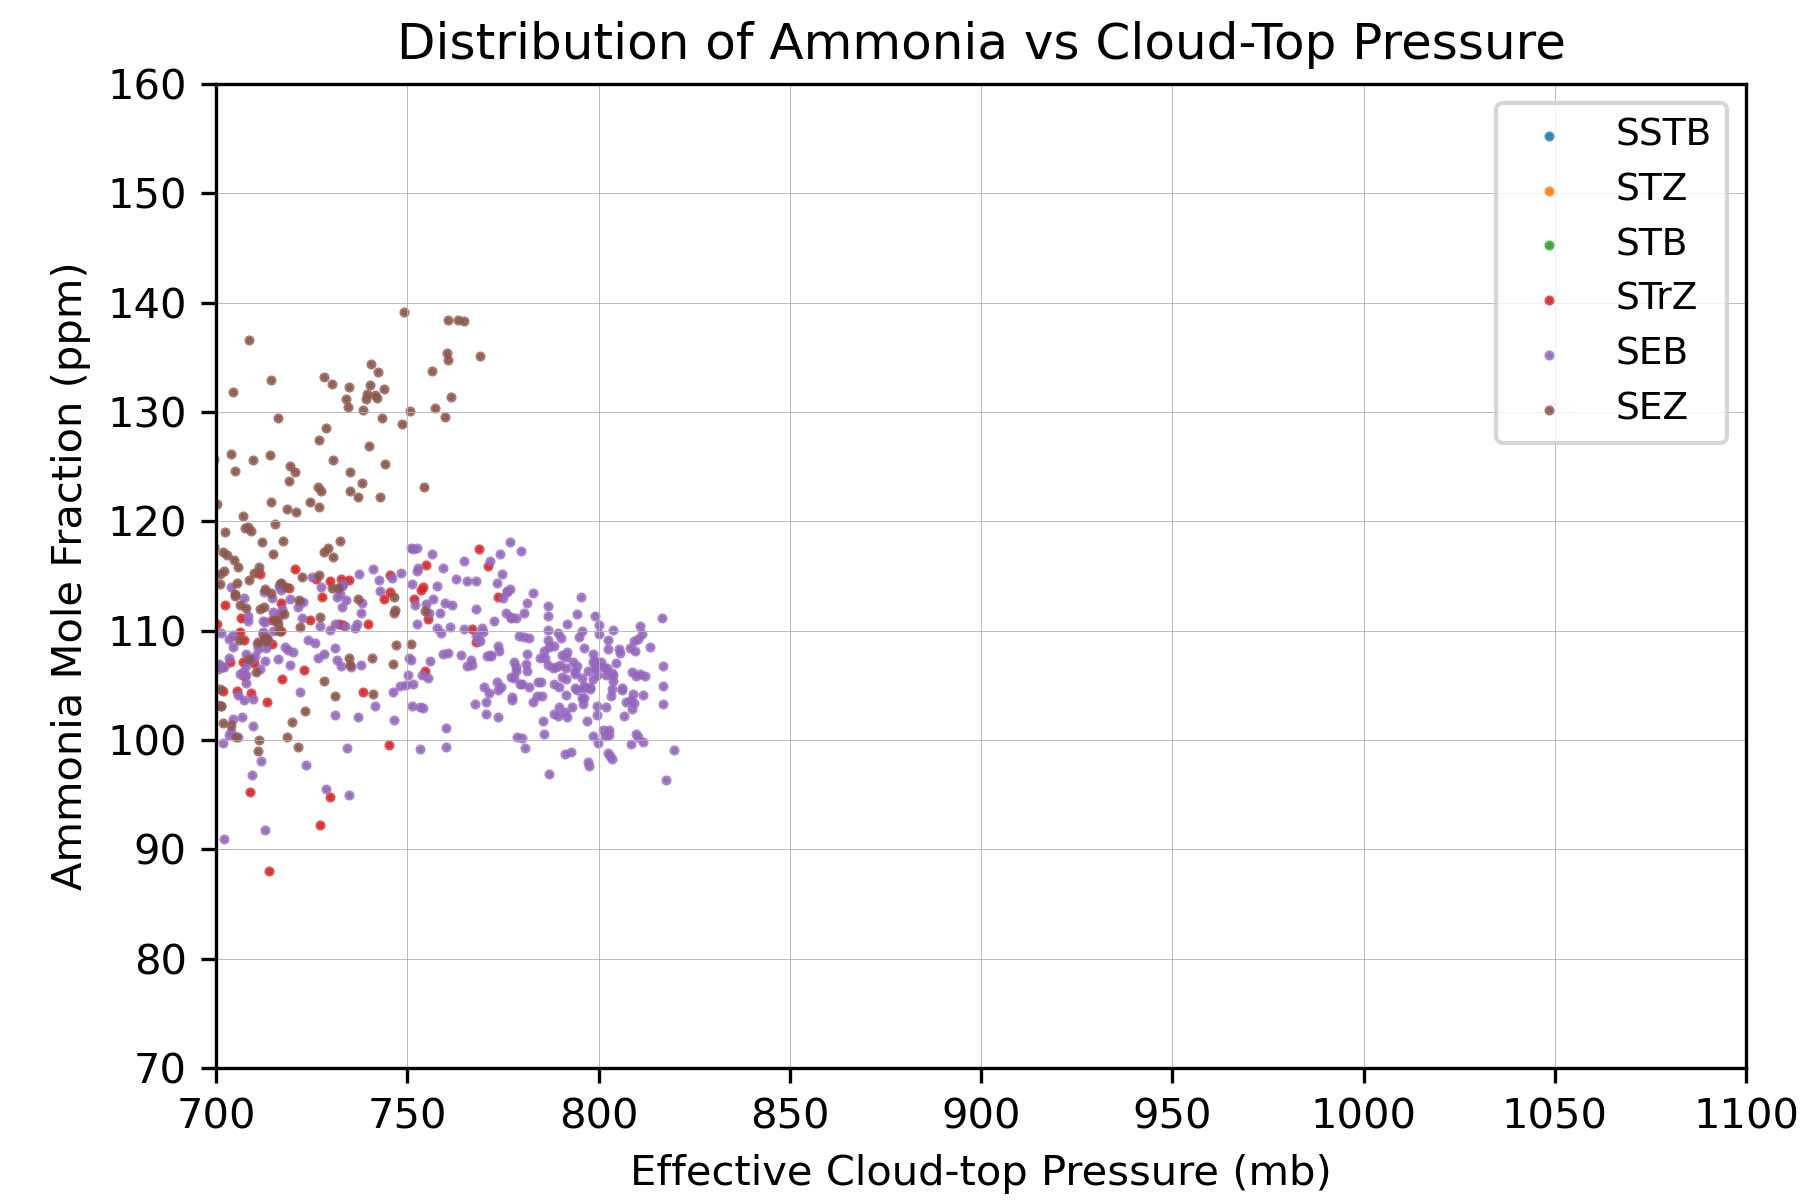 Distribution of Ammonia vs Cloud-Top Pressure
160
150
140
130
120
110
100
90
80
70
Ammonia Mole Fraction (ppm)
SSTB
STZ
STB
STrZ
SEB
SEZ
700 750 800 850 900 950 1000 1050 1100
Effective Cloud-top Pressure (mb)